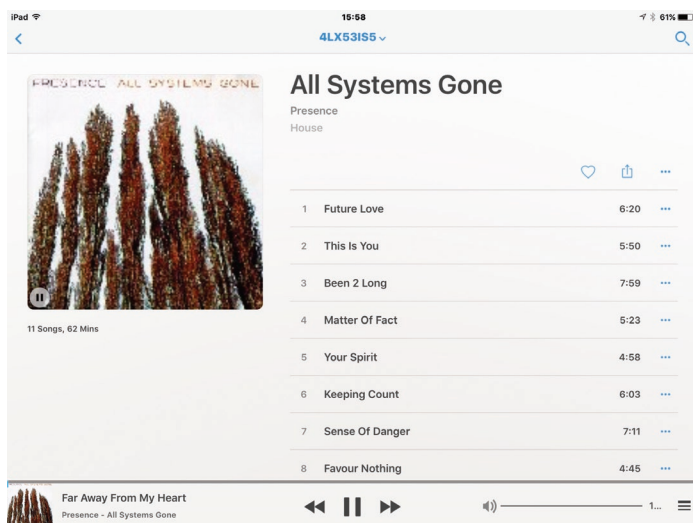 iPad 15:58 61%
4LX53IS5
PRESENCE ALL SYSTEMS GONE
All Systems Gone
Presence
House
1 Future Love 6:20
2 This Is You 5:50
3 Been 2 Long 7:59
4 Matter Of Fact 5:23
11 Songs, 62 Mins
5 Your Spirit 4:58
6 Keeping Count 6:03
7 Sense Of Danger 7:11
8 Favour Nothing 4:45
Far Away From My Heart
Presence - All Systems Gone
1...